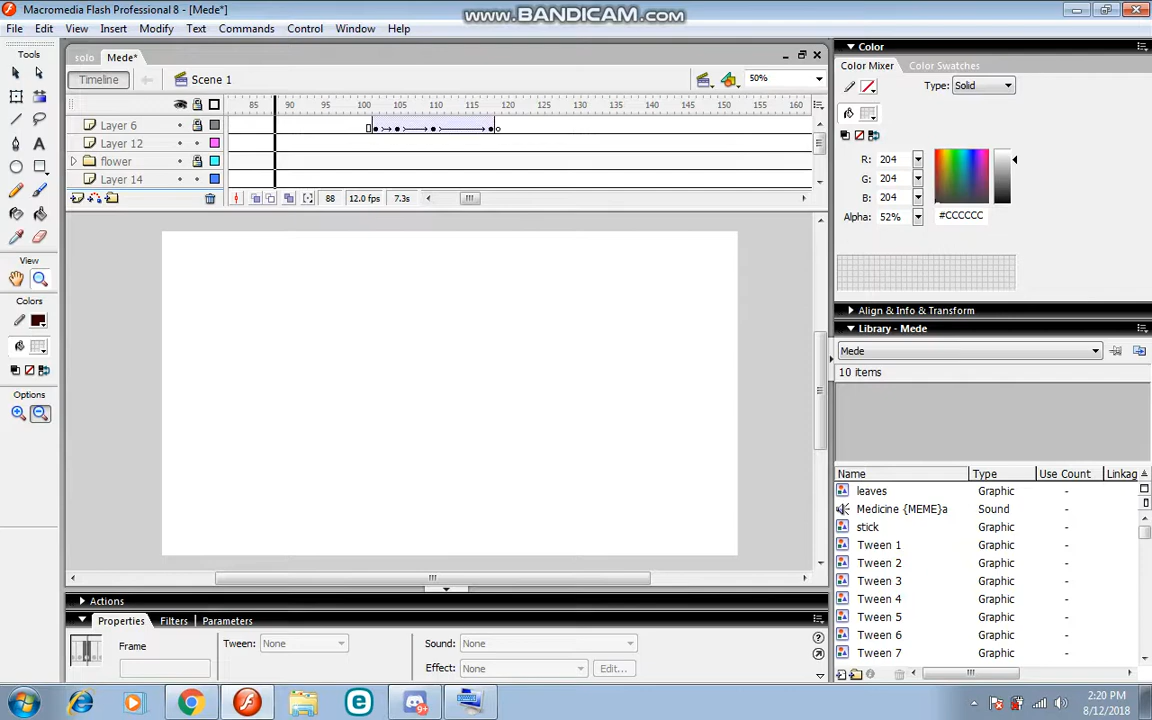 Macromedia Flash Professional 8 - [Mede*]
www.BANDICAM.com
File Edit View Insert Modify Text Commands Control Window Help
Tools
View
Colors
Options
solo Mede*
Timeline Scene 1 50%
85 90 95 100 105 110 115 120 125 130 135 140 145 150 155 160
Layer 6
Layer 12
flower
Layer 14
88 12.0 fps 7.3s
Actions
Properties Filters Parameters
Frame Tween: None Sound: None
Effect: None Edit...
Color
Color Mixer Color Swatches
Type: Solid
R: 204
G: 204
B: 204
Alpha: 52% #CCCCCC
Align & Info & Transform
Library - Mede
Mede
10 items
Name Type Use Count Linkag
leaves Graphic -
Medicine {MEME}a Sound -
stick Graphic -
Tween 1 Graphic -
Tween 2 Graphic -
Tween 3 Graphic -
Tween 4 Graphic -
Tween 5 Graphic -
Tween 6 Graphic -
Tween 7 Graphic -
9+
2:20 PM
8/12/2018